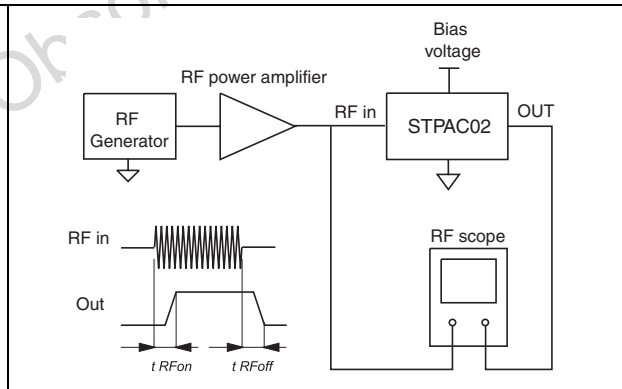 Bias
voltage
RF power amplifier
RF
Generator
RF in
STPAC02
OUT
RF in
RF scope
Out
t RFon
t RFoff